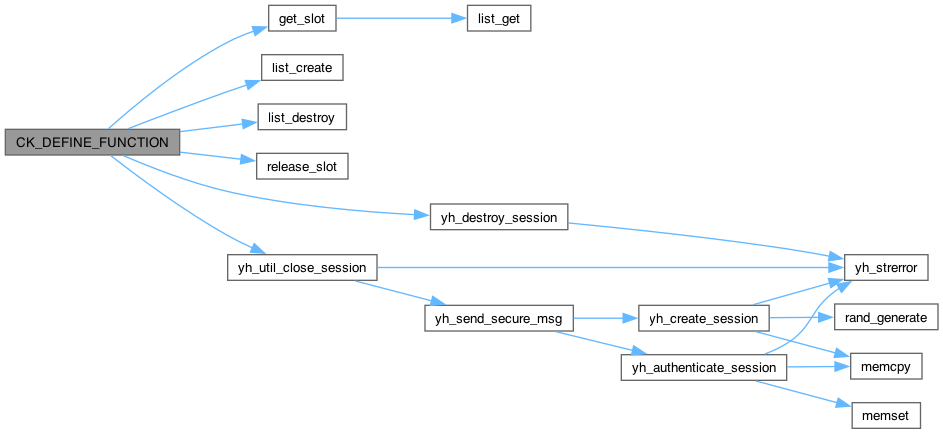 get_slot
list_get
list_create
list_destroy
CK_DEFINE_FUNCTION
release_slot
yh_destroy_session
yh_util_close_session
yh_strerror
yh_send_secure_msg
yh_create_session
rand_generate
yh_authenticate_session
memcpy
memset